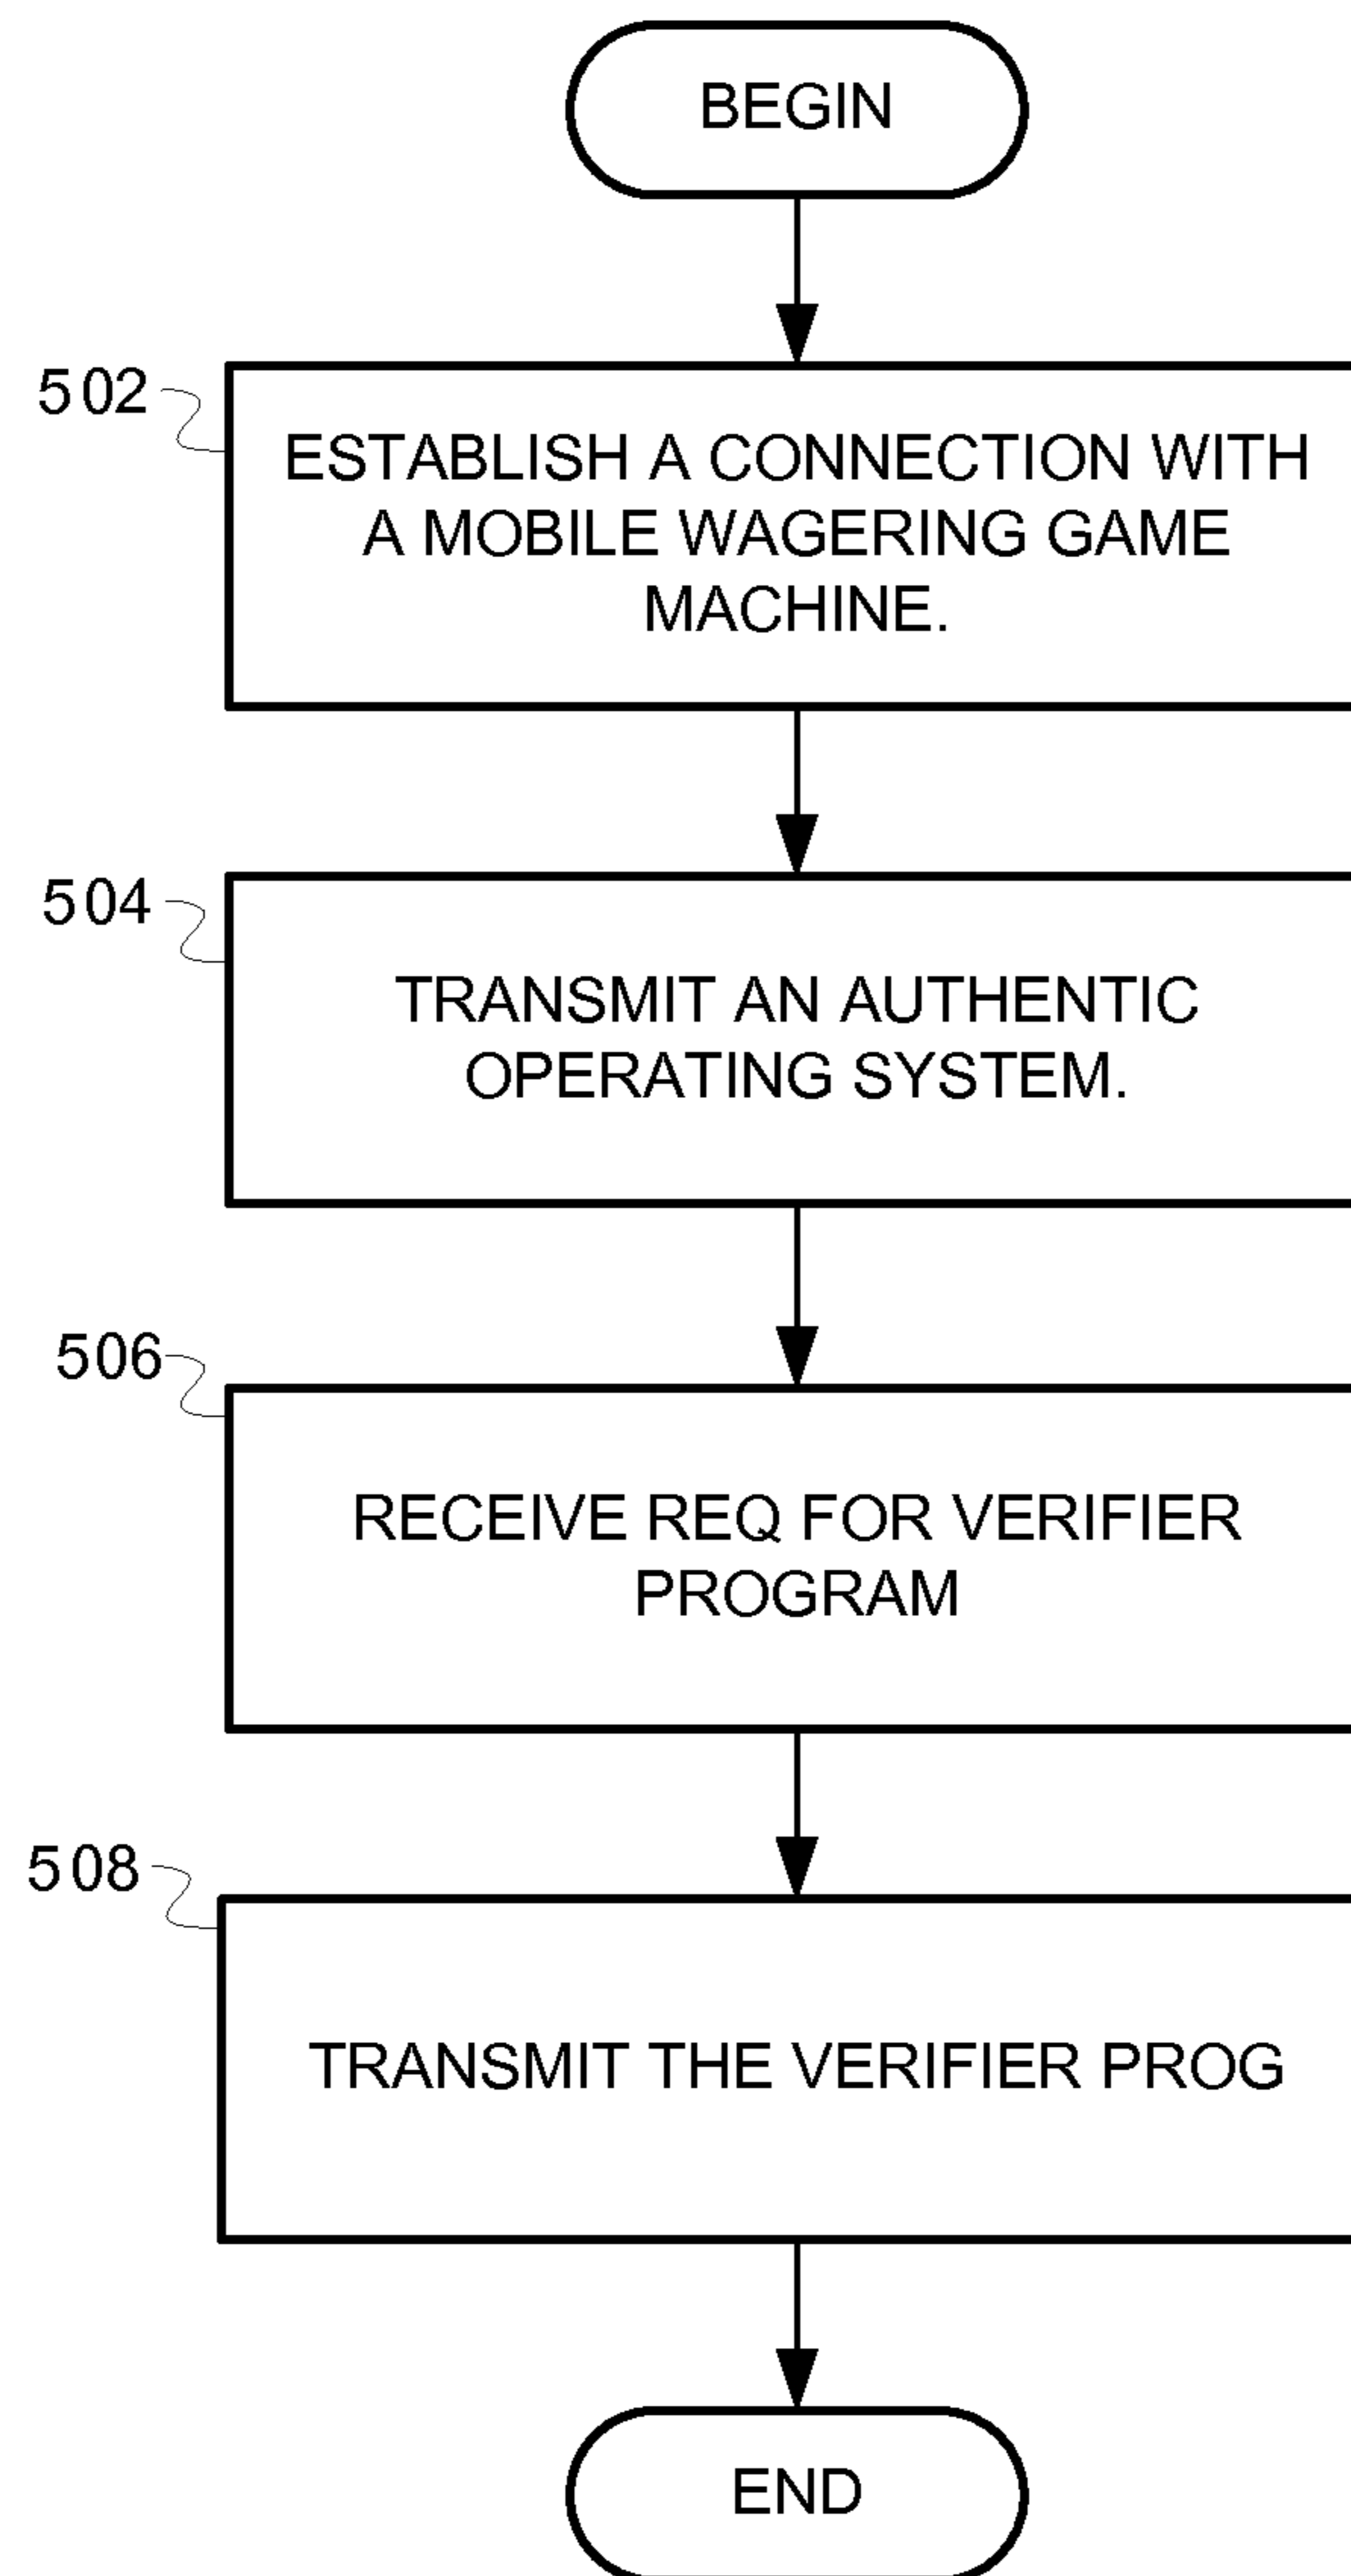 BEGIN
502
ESTABLISH A CONNECTION WITH
A MOBILE WAGERING GAME
MACHINE.
504
TRANSMIT AN AUTHENTIC
OPERATING SYSTEM.
506
RECEIVE REQ FOR VERIFIER
PROGRAM
508
TRANSMIT THE VERIFIER PROG
END